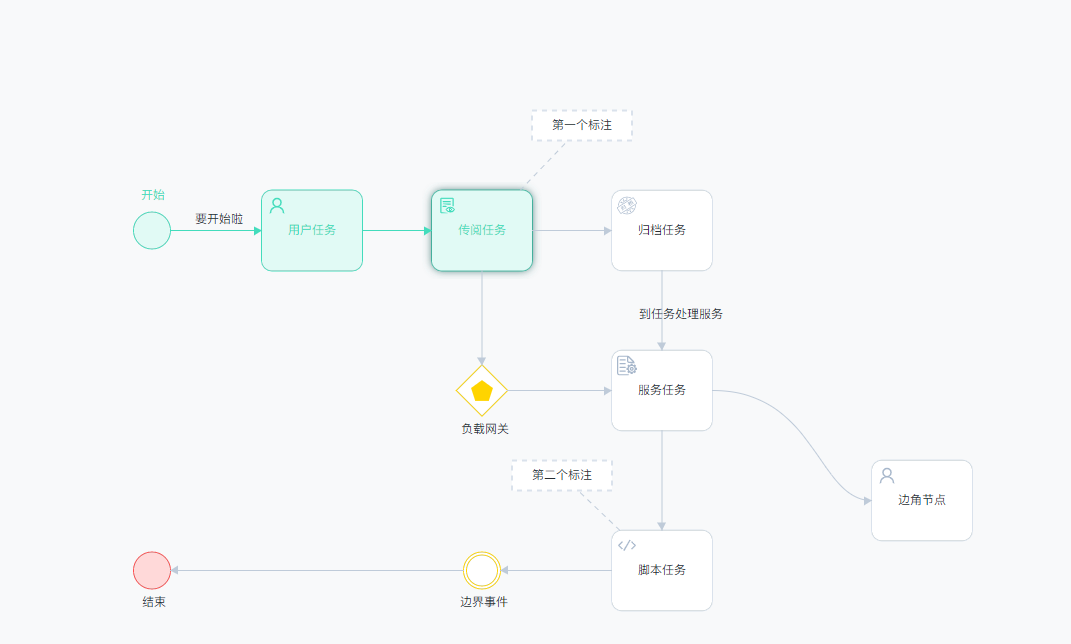 第一个标注
开始
要开始啦
用户任务
传阅任务
归档任务
到任务处理服务
服务任务
负载网关
第二个标注
边角节点
脚本任务
结束
边界事件